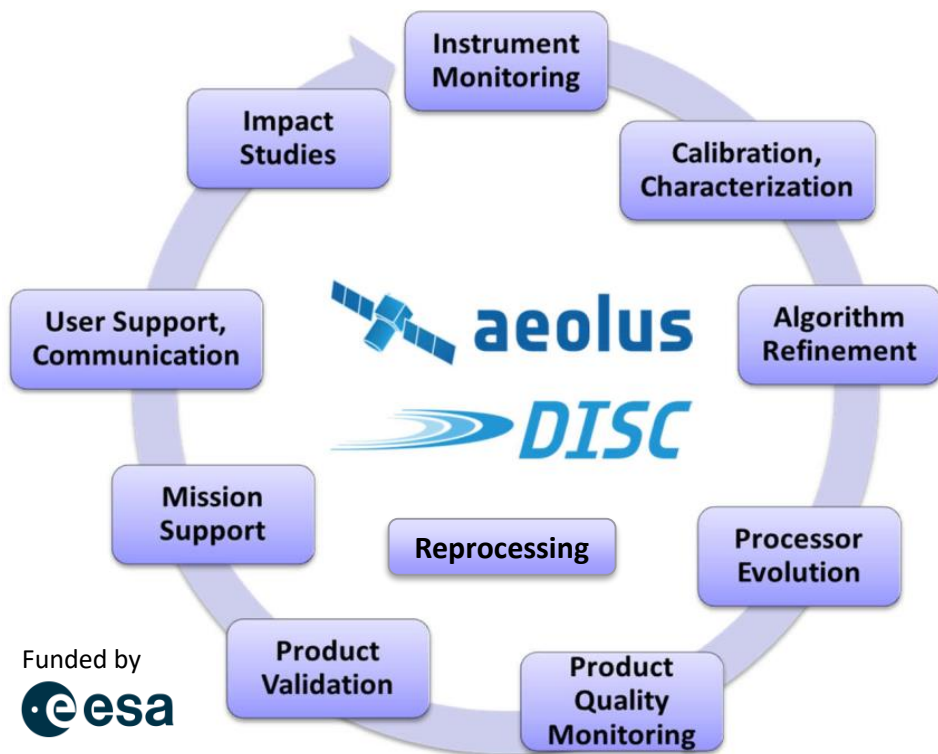 Instrument
Monitoring
Calibration,
Characterization
Algorithm
Refinement
Processor
Evolution
Product
Quality
Monitoring
Product
Validation
Mission
Support
User Support,
Communication
Impact
Studies
aeolus
DISC
Reprocessing
Funded by
esa